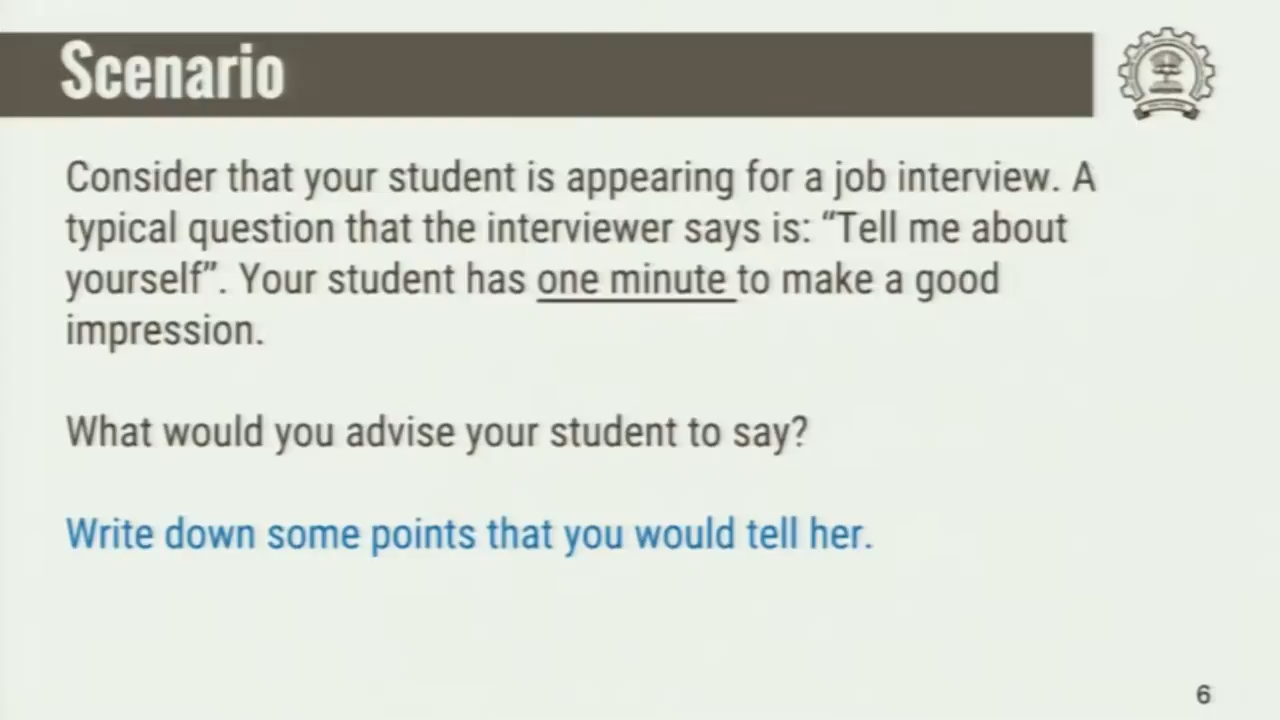 Scenario
Consider that your student is appearing for a job interview. A
typical question that the interviewer says is: “Tell me about
yourself”. Your student has one minute to make a good
impression.
What would you advise your student to say?
Write down some points that you would tell her.
6